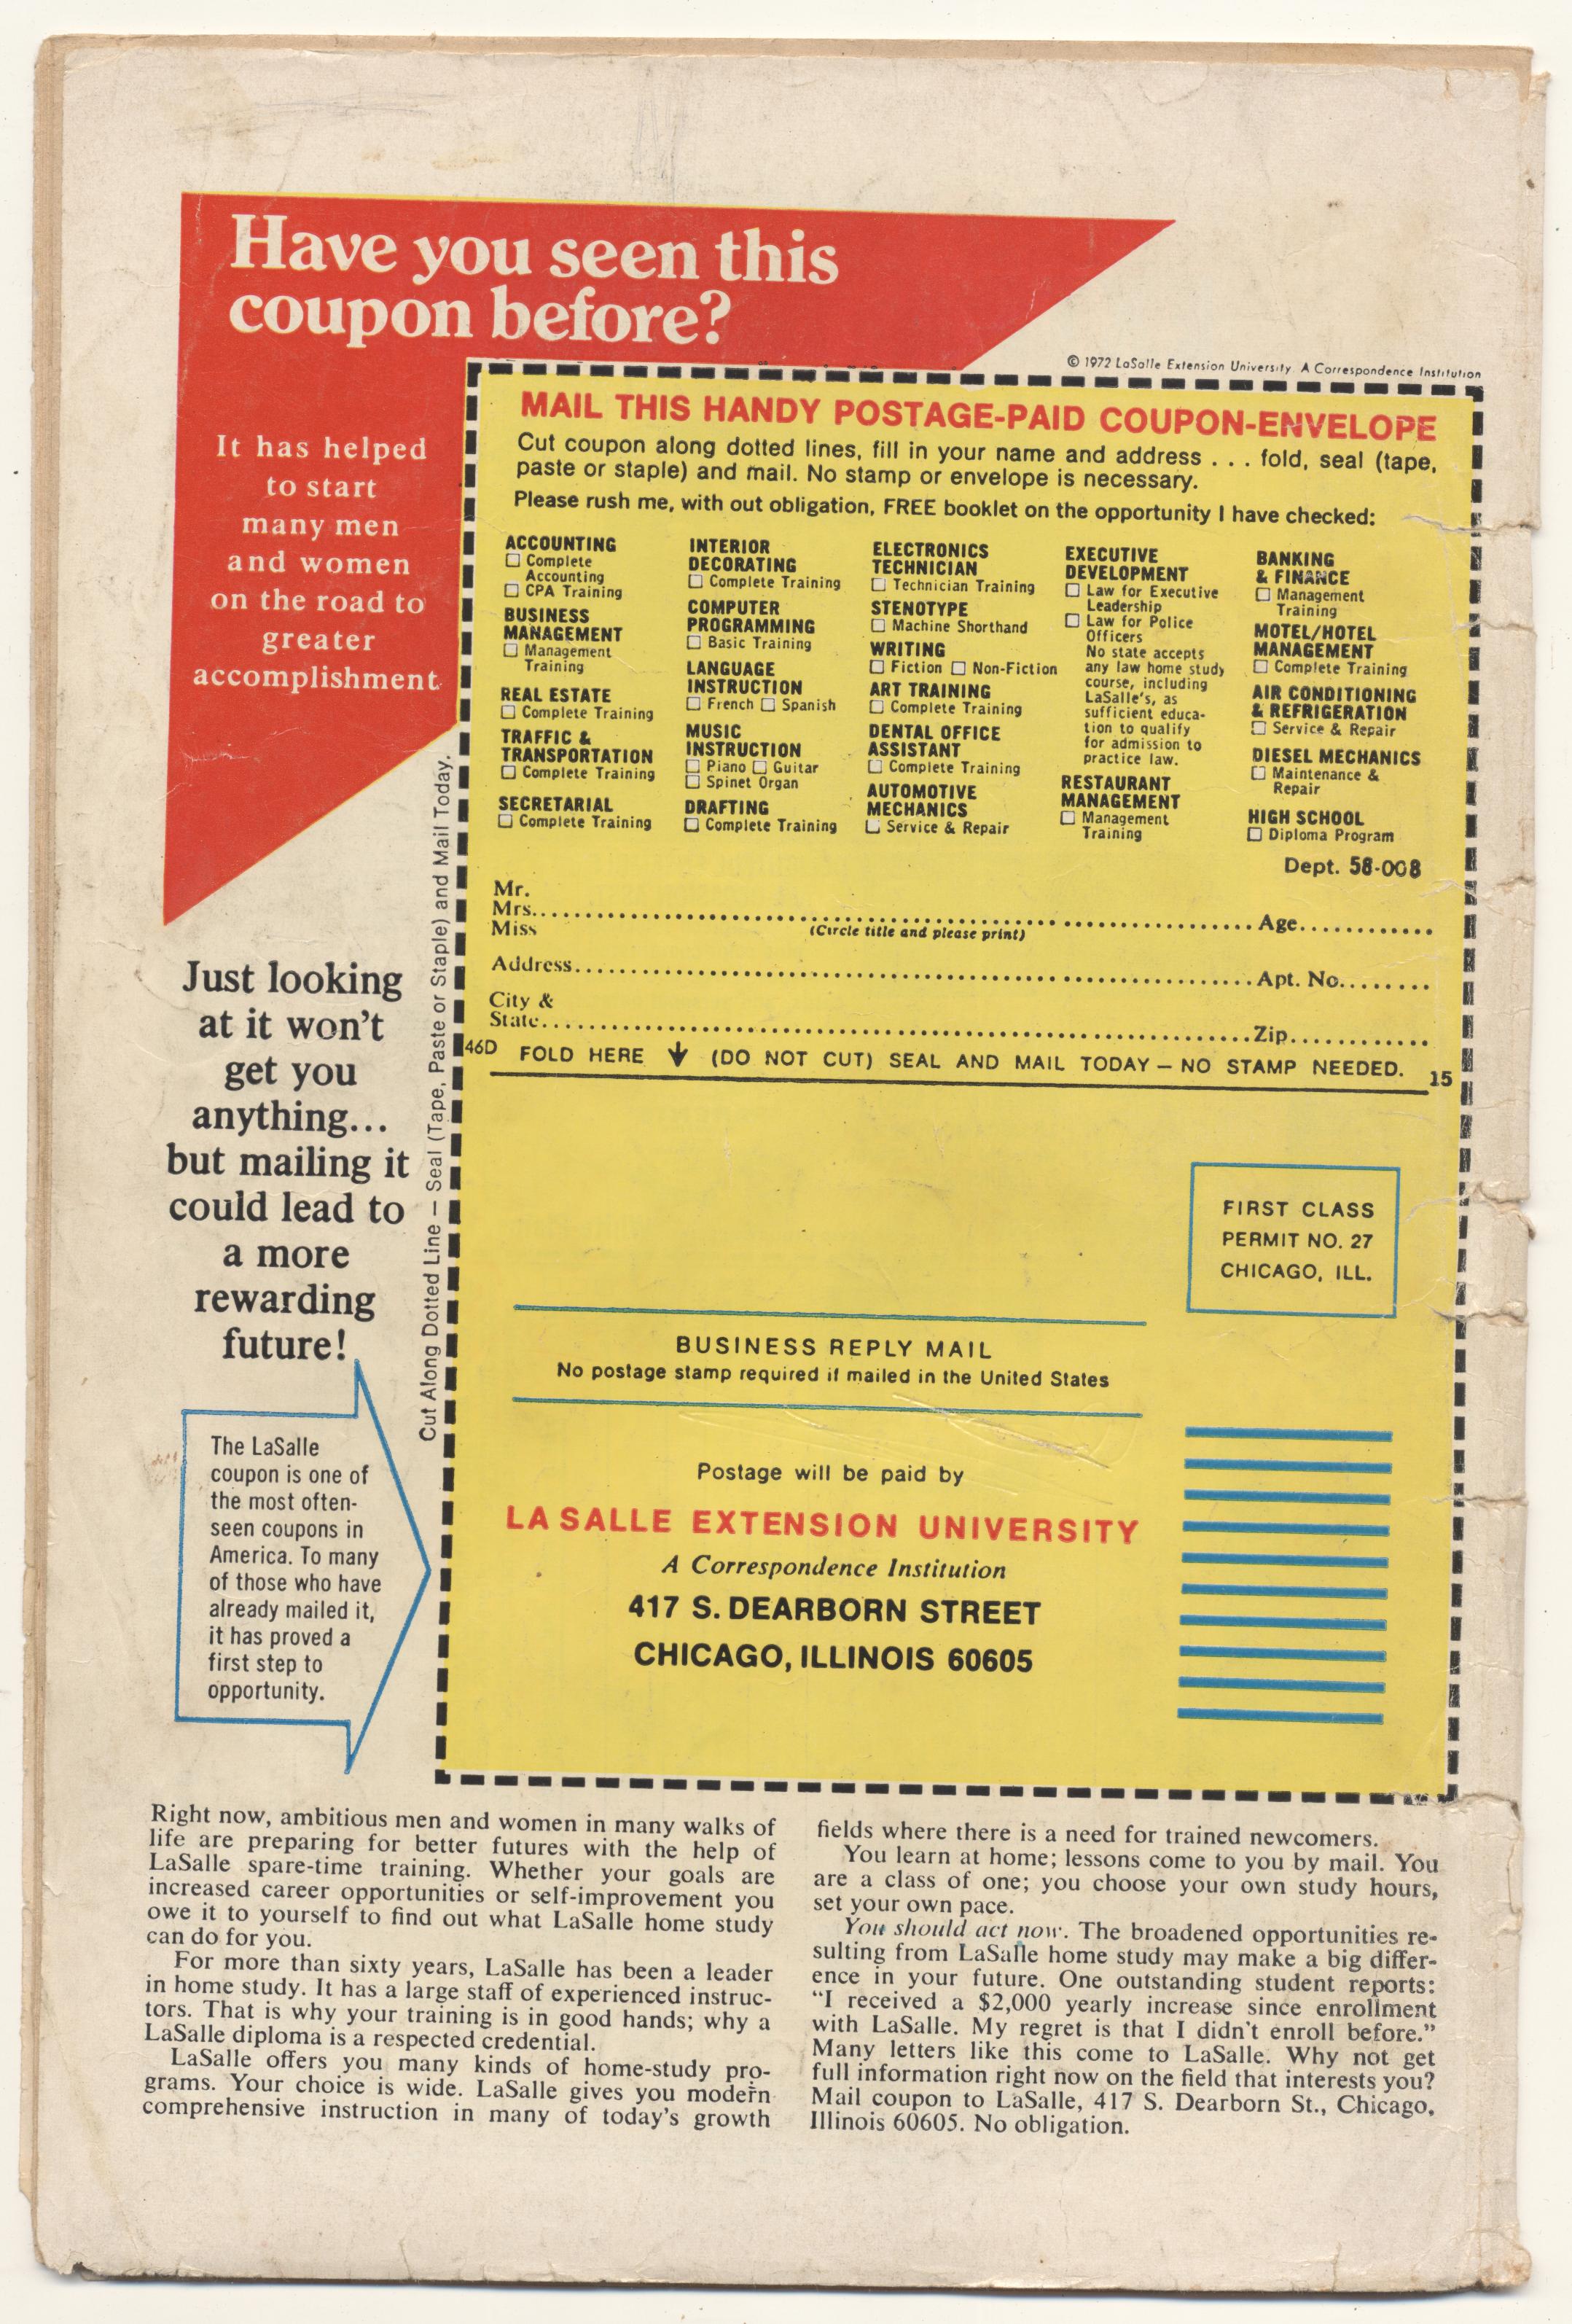 Have you seen this
coupon before?
© 1972 LaSalle Extension University A Correspondence Institution
It has helped
to start
many men
and women
on the road to
greater
accomplishment.
Just looking
at it won't
get you
anything...
but mailing it
could lead to
a more
rewarding
future!
The LaSalle
coupon is one of
the most often-
seen coupons in
America. To many
of those who have
already mailed it,
it has proved a
first step to
opportunity.
Cut Along Dotted Line – Seal (Tape, Paste or Staple) and Mail Today.
MAIL THIS HANDY POSTAGE-PAID COUPON-ENVELOPE
Cut coupon along dotted lines, fill in your name and address . . . fold, seal (tape,
paste or staple) and mail. No stamp or envelope is necessary.
Please rush me, with out obligation, FREE booklet on the opportunity I have checked:
ACCOUNTING
☐ Complete
Accounting
☐ CPA Training
BUSINESS
MANAGEMENT
☐ Management
Training
REAL ESTATE
☐ Complete Training
TRAFFIC &
TRANSPORTATION
☐ Complete Training
SECRETARIAL
☐ Complete Training
INTERIOR
DECORATING
☐ Complete Training
COMPUTER
PROGRAMMING
☐ Basic Training
LANGUAGE
INSTRUCTION
☐ French ☐ Spanish
MUSIC
INSTRUCTION
☐ Piano ☐ Guitar
☐ Spinet Organ
DRAFTING
☐ Complete Training
ELECTRONICS
TECHNICIAN
☐ Technician Training
STENOTYPE
☐ Machine Shorthand
WRITING
☐ Fiction ☐ Non-Fiction
ART TRAINING
☐ Complete Training
DENTAL OFFICE
ASSISTANT
☐ Complete Training
AUTOMOTIVE
MECHANICS
☐ Service & Repair
EXECUTIVE
DEVELOPMENT
☐ Law for Executive
Leadership
☐ Law for Police
Officers
No state accepts
any law home study
course, including
LaSalle's, as
sufficient educa-
tion to qualify
for admission to
practice law.
RESTAURANT
MANAGEMENT
☐ Management
Training
BANKING
& FINANCE
☐ Management
Training
MOTEL/HOTEL
MANAGEMENT
☐ Complete Training
AIR CONDITIONING
& REFRIGERATION
☐ Service & Repair
DIESEL MECHANICS
☐ Maintenance &
Repair
HIGH SCHOOL
☐ Diploma Program
Dept. 58-008
Mr.
Mrs. Age
Miss (Circle title and please print)
Address Apt. No.
City &
State Zip
46D FOLD HERE ↓ (DO NOT CUT) SEAL AND MAIL TODAY – NO STAMP NEEDED. 15
FIRST CLASS
PERMIT NO. 27
CHICAGO, ILL.
BUSINESS REPLY MAIL
No postage stamp required if mailed in the United States
Postage will be paid by
LA SALLE EXTENSION UNIVERSITY
A Correspondence Institution
417 S. DEARBORN STREET
CHICAGO, ILLINOIS 60605
Right now, ambitious men and women in many walks of
life are preparing for better futures with the help of
LaSalle spare-time training. Whether your goals are
increased career opportunities or self-improvement you
owe it to yourself to find out what LaSalle home study
can do for you.
For more than sixty years, LaSalle has been a leader
in home study. It has a large staff of experienced instruc-
tors. That is why your training is in good hands; why a
LaSalle diploma is a respected credential.
LaSalle offers you many kinds of home-study pro-
grams. Your choice is wide. LaSalle gives you modern
comprehensive instruction in many of today's growth
fields where there is a need for trained newcomers.
You learn at home; lessons come to you by mail. You
are a class of one; you choose your own study hours,
set your own pace.
You should act now. The broadened opportunities re-
sulting from LaSalle home study may make a big differ-
ence in your future. One outstanding student reports:
"I received a $2,000 yearly increase since enrollment
with LaSalle. My regret is that I didn't enroll before."
Many letters like this come to LaSalle. Why not get
full information right now on the field that interests you?
Mail coupon to LaSalle, 417 S. Dearborn St., Chicago,
Illinois 60605. No obligation.